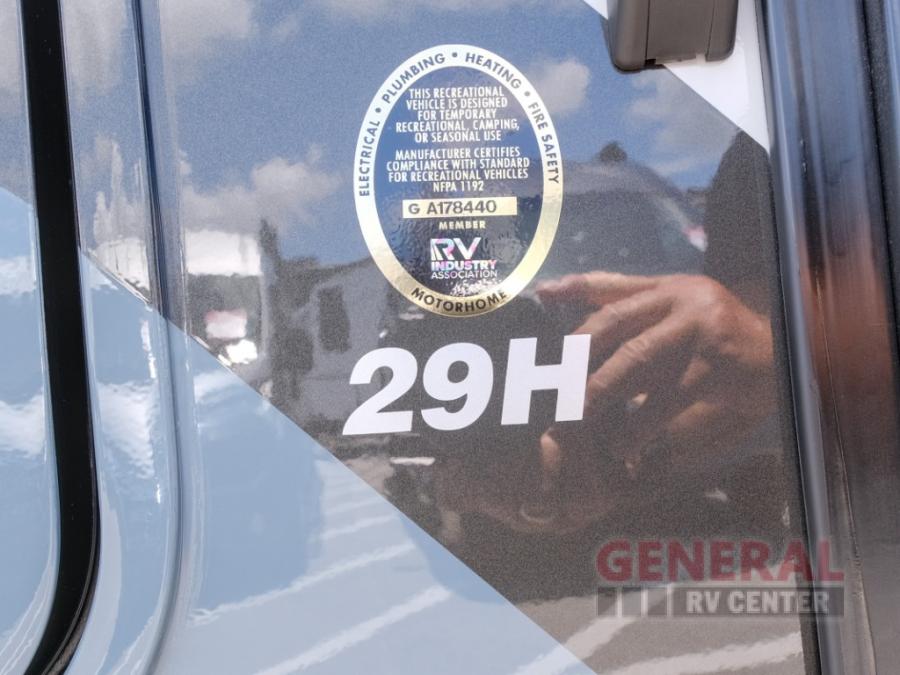 ELECTRICAL • PLUMBING • HEATING • FIRE SAFETY
THIS RECREATIONAL
VEHICLE IS DESIGNED
FOR TEMPORARY
RECREATIONAL, CAMPING,
OR SEASONAL USE
MANUFACTURER CERTIFIES
COMPLIANCE WITH STANDARD
FOR RECREATIONAL VEHICLES
NFPA 1192
G A178440
MEMBER
RV
INDUSTRY
ASSOCIATION
MOTORHOME
29H
GENERAL
RV CENTER